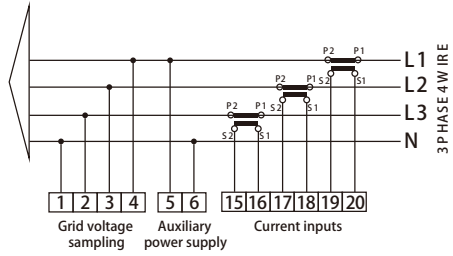 P2 P1
L1
P2 P1
S2 S1
L2
P2 P1
S2 S1
L3
S2 S1
N
3 PHASE 4 WIRE
1 2 3 4 5 6 15 16 17 18 19 20
Grid voltage sampling
Auxiliary power supply
Current inputs